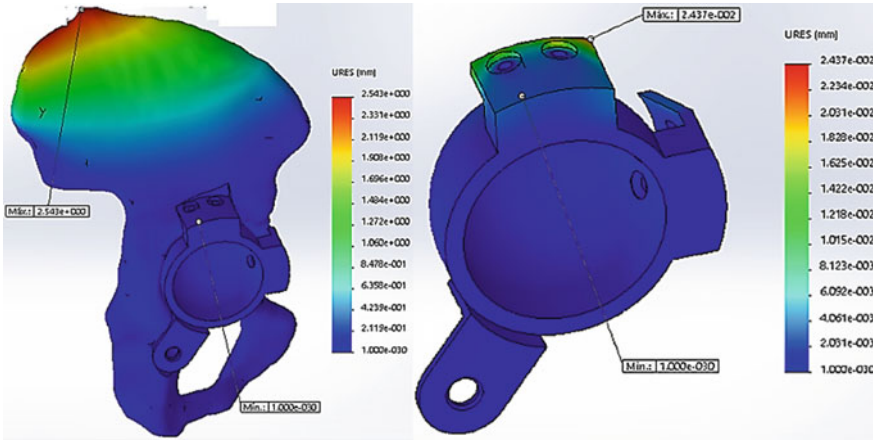 URES (mm)
2.543e+000
2.331e+000
2.119e+000
1.908e+000
1.696e+000
1.484e+000
1.272e+000
1.060e+000
8.478e-001
6.358e-001
4.239e-001
2.119e-001
1.000e-030
Y
Máx.: 2.543e+000
Mín.: 1.000e-030
Máx.: 2.437e-002
URES (mm)
2.437e-002
2.234e-002
2.031e-002
1.828e-002
1.625e-002
1.422e-002
1.218e-002
1.015e-002
8.123e-003
6.092e-003
4.061e-003
2.031e-003
1.000e-030
Mín.: 1.000e-030